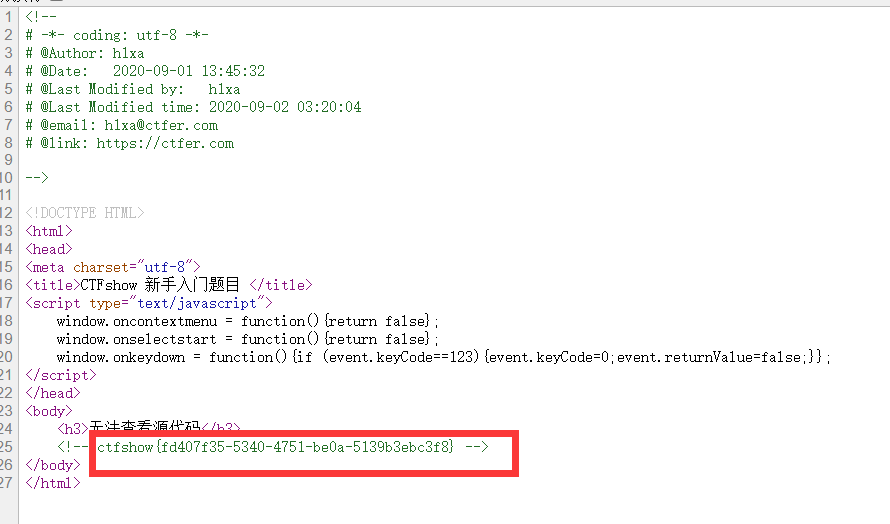 1 <!--
2 # -*- coding: utf-8 -*-
3 # @Author: hlxa
4 # @Date:   2020-09-01 13:45:32
5 # @Last Modified by:   hlxa
6 # @Last Modified time: 2020-09-02 03:20:04
7 # @email: hlxa@ctfer.com
8 # @link: https://ctfer.com
9
10 -->
11
12 <!DOCTYPE HTML>
13 <html>
14 <head>
15 <meta charset="utf-8">
16 <title>CTFshow 新手入门题目 </title>
17 <script type="text/javascript">
18     window.oncontextmenu = function(){return false};
19     window.onselectstart = function(){return false};
20     window.onkeydown = function(){if (event.keyCode==123){event.keyCode=0;event.returnValue=false;}};
21 </script>
22 </head>
23 <body>
24     <h3>无法查看源代码</h3>
25     <!-- ctfshow{fd407f35-5340-4751-be0a-5139b3ebc3f8} -->
26 </body>
27 </html>